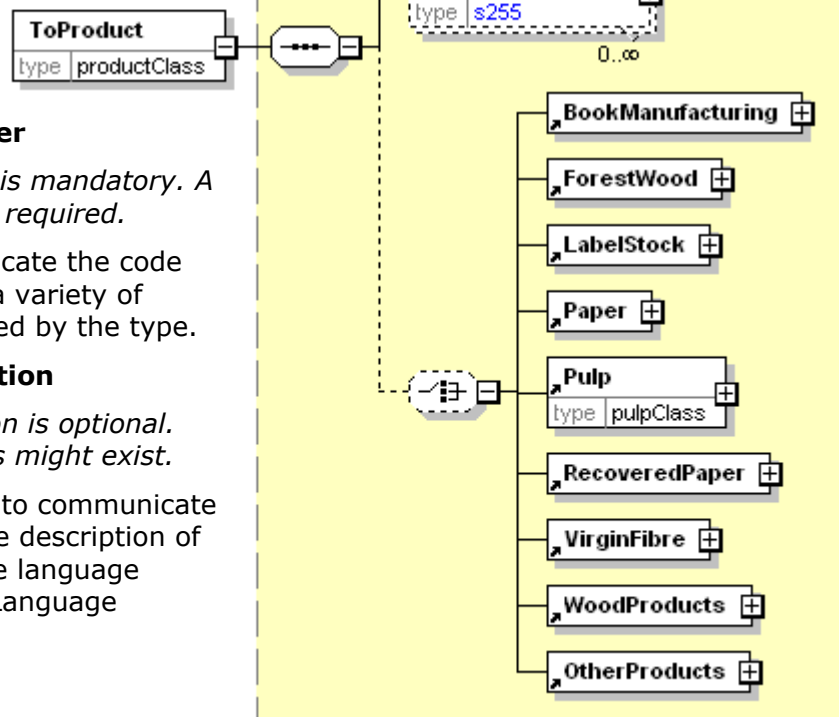 ToProduct
type productClass
type s255
0..∞
er
is mandatory. A
required.
cate the code
a variety of
ed by the type.
tion
n is optional.
s might exist.
to communicate
e description of
e language
anguage
BookManufacturing
ForestWood
LabelStock
Paper
Pulp
type pulpClass
RecoveredPaper
VirginFibre
WoodProducts
OtherProducts